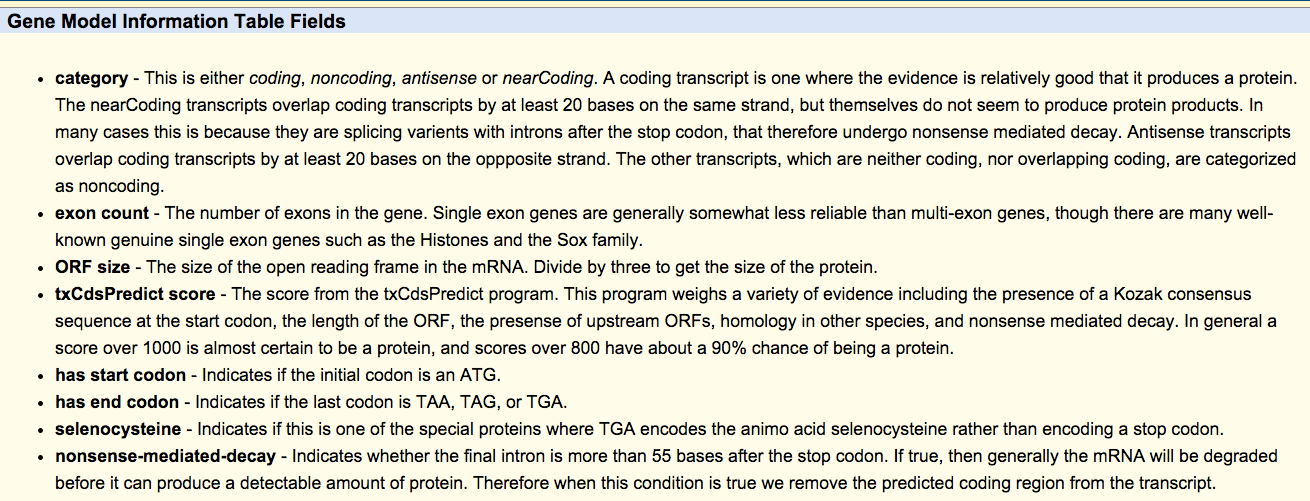 Gene Model Information Table Fields
• category - This is either coding, noncoding, antisense or nearCoding. A coding transcript is one where the evidence is relatively good that it produces a protein.
The nearCoding transcripts overlap coding transcripts by at least 20 bases on the same strand, but themselves do not seem to produce protein products. In
many cases this is because they are splicing varients with introns after the stop codon, that therefore undergo nonsense mediated decay. Antisense transcripts
overlap coding transcripts by at least 20 bases on the oppposite strand. The other transcripts, which are neither coding, nor overlapping coding, are categorized
as noncoding.
• exon count - The number of exons in the gene. Single exon genes are generally somewhat less reliable than multi-exon genes, though there are many well-
known genuine single exon genes such as the Histones and the Sox family.
• ORF size - The size of the open reading frame in the mRNA. Divide by three to get the size of the protein.
• txCdsPredict score - The score from the txCdsPredict program. This program weighs a variety of evidence including the presence of a Kozak consensus
sequence at the start codon, the length of the ORF, the presense of upstream ORFs, homology in other species, and nonsense mediated decay. In general a
score over 1000 is almost certain to be a protein, and scores over 800 have about a 90% chance of being a protein.
• has start codon - Indicates if the initial codon is an ATG.
• has end codon - Indicates if the last codon is TAA, TAG, or TGA.
• selenocysteine - Indicates if this is one of the special proteins where TGA encodes the animo acid selenocysteine rather than encoding a stop codon.
• nonsense-mediated-decay - Indicates whether the final intron is more than 55 bases after the stop codon. If true, then generally the mRNA will be degraded
before it can produce a detectable amount of protein. Therefore when this condition is true we remove the predicted coding region from the transcript.